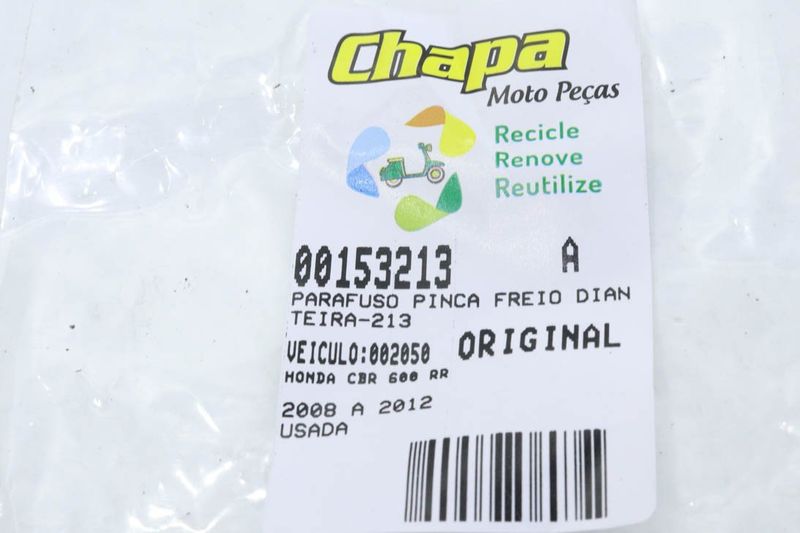 Chapa
Moto Peças
Recicle
Renove
Reutilize
00153213 A
PARAFUSO PINCA FREIO DIAN
TEIRA-213
VEICULO:002050 ORIGINAL
HONDA CBR 600 RR
2008 A 2012
USADA